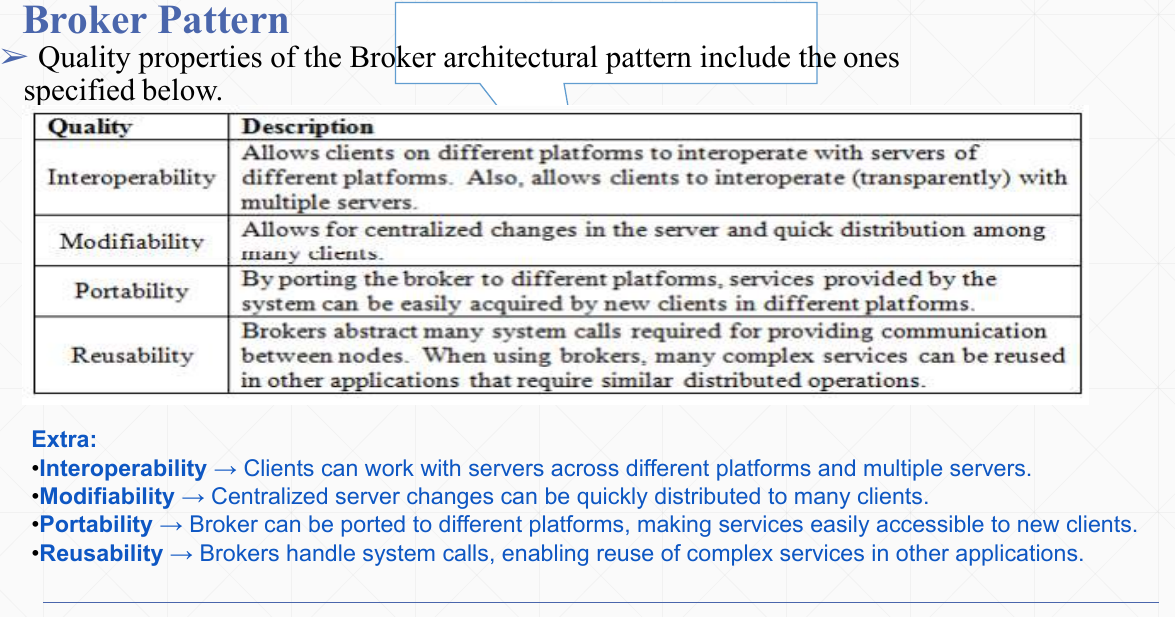 Broker Pattern
➢ Quality properties of the Broker architectural pattern include the ones
specified below.
Quality Description
Interoperability
Allows clients on different platforms to interoperate with servers of
different platforms. Also, allows clients to interoperate (transparently) with
multiple servers.
Modifiability
Allows for centralized changes in the server and quick distribution among
many clients.
Portability
By porting the broker to different platforms, services provided by the
system can be easily acquired by new clients in different platforms.
Reusability
Brokers abstract many system calls required for providing communication
between nodes. When using brokers, many complex services can be reused
in other applications that require similar distributed operations.
Extra:
•Interoperability → Clients can work with servers across different platforms and multiple servers.
•Modifiability → Centralized server changes can be quickly distributed to many clients.
•Portability → Broker can be ported to different platforms, making services easily accessible to new clients.
•Reusability → Brokers handle system calls, enabling reuse of complex services in other applications.